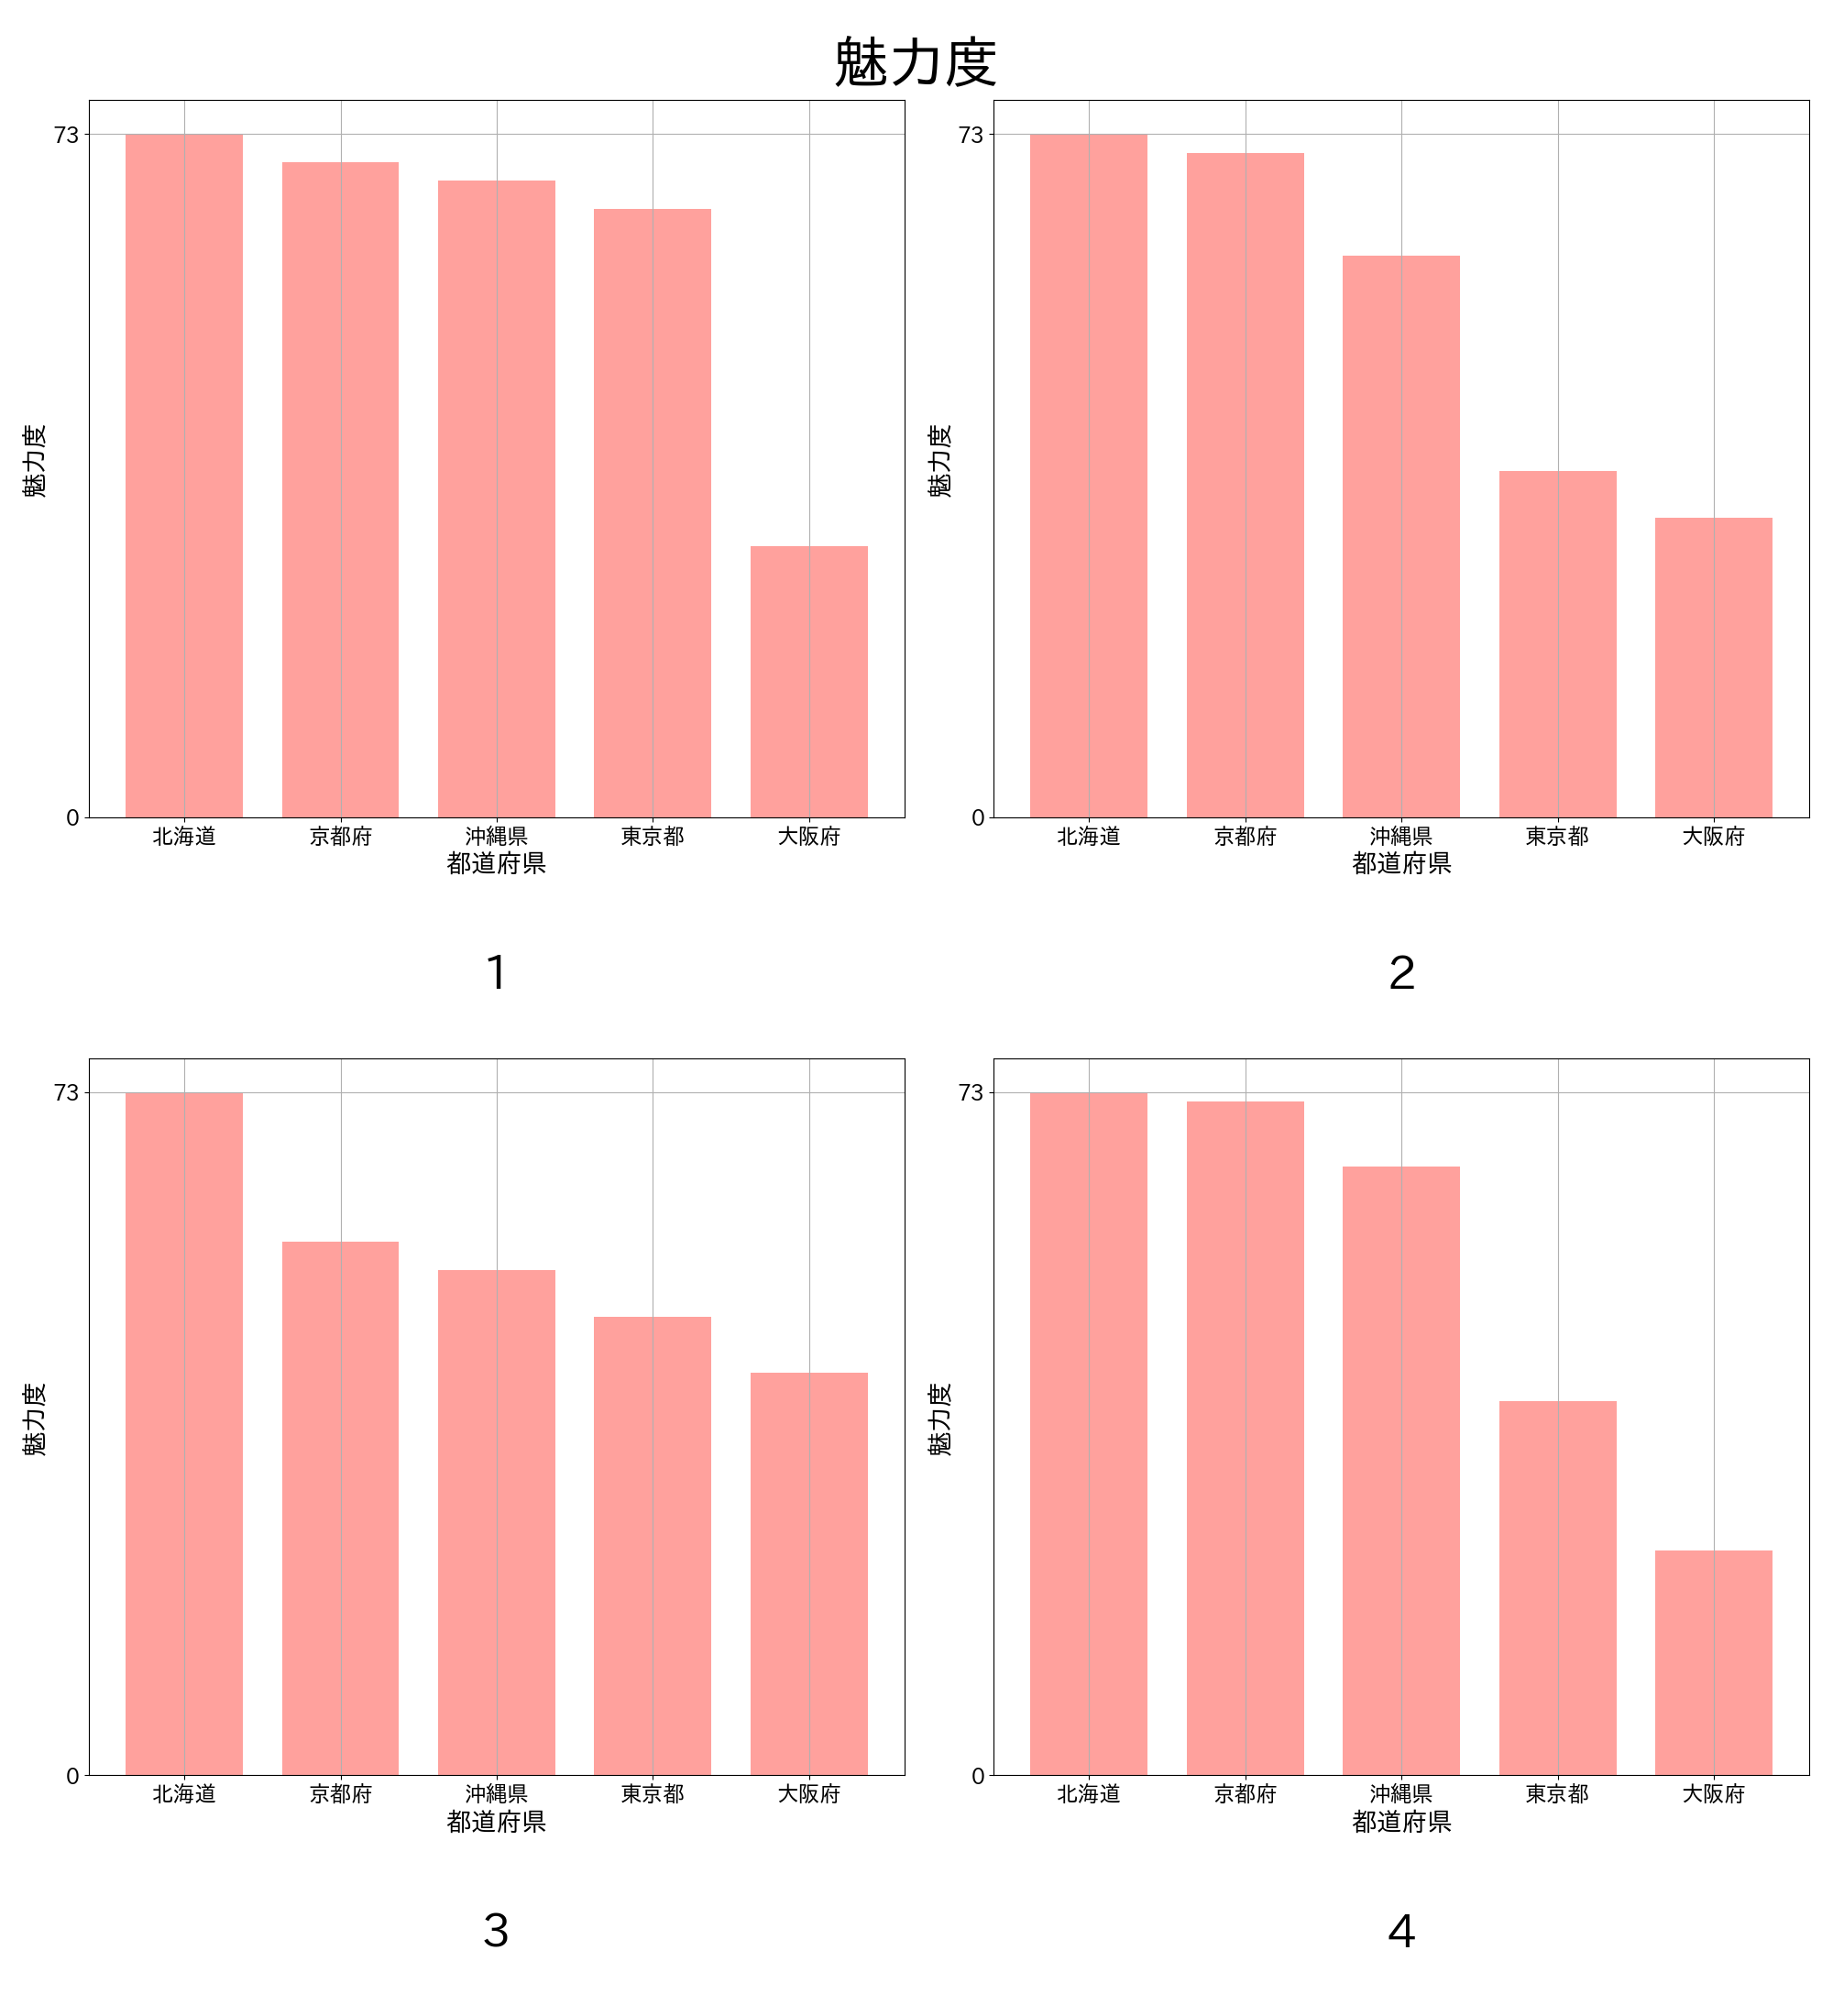 魅力度
73
0
魅力度
北海道 京都府 沖縄県 東京都 大阪府
都道府県
1
73
0
魅力度
北海道 京都府 沖縄県 東京都 大阪府
都道府県
2
73
0
魅力度
北海道 京都府 沖縄県 東京都 大阪府
都道府県
3
73
0
魅力度
北海道 京都府 沖縄県 東京都 大阪府
都道府県
4